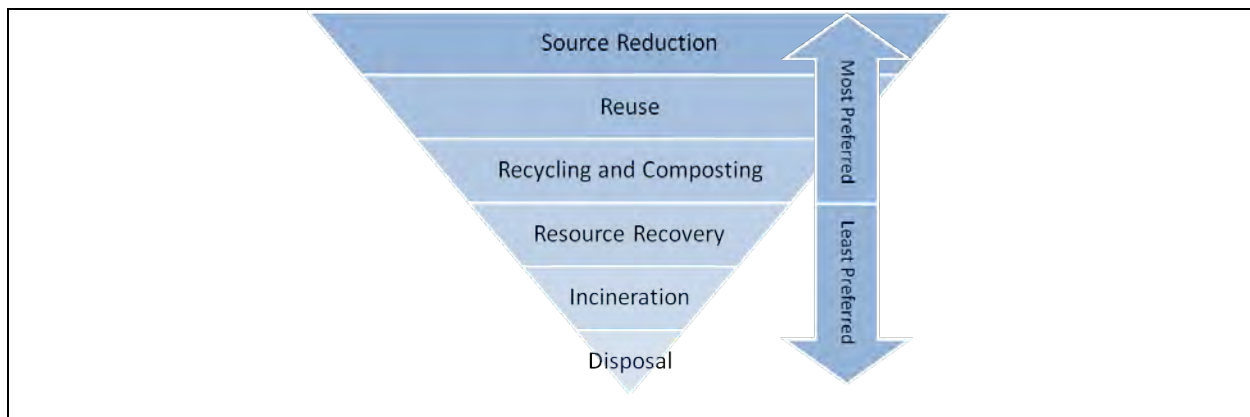 Source Reduction
Reuse
Recycling and Composting
Resource Recovery
Incineration
Disposal
Most Preferred
Least Preferred